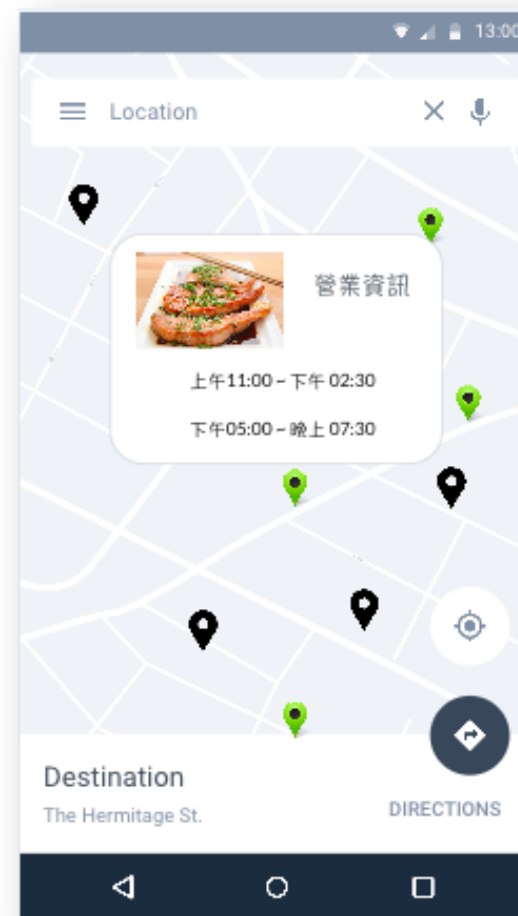 13:00
Location
營業資訊
上午11:00 – 下午 02:30
下午05:00 – 晚上 07:30
Destination
The Hermitage St.
DIRECTIONS